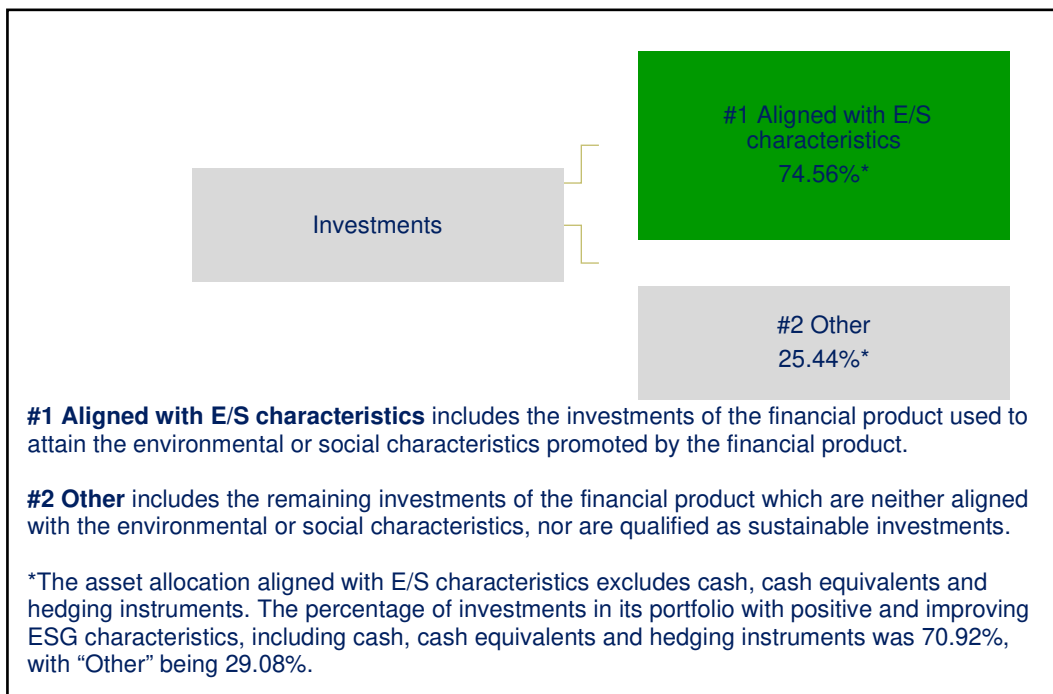 #1 Aligned with E/S
characteristics
74.56%*
Investments
#2 Other
25.44%*
#1 Aligned with E/S characteristics includes the investments of the financial product used to
attain the environmental or social characteristics promoted by the financial product.
#2 Other includes the remaining investments of the financial product which are neither aligned
with the environmental or social characteristics, nor are qualified as sustainable investments.
*The asset allocation aligned with E/S characteristics excludes cash, cash equivalents and
hedging instruments. The percentage of investments in its portfolio with positive and improving
ESG characteristics, including cash, cash equivalents and hedging instruments was 70.92%,
with “Other” being 29.08%.